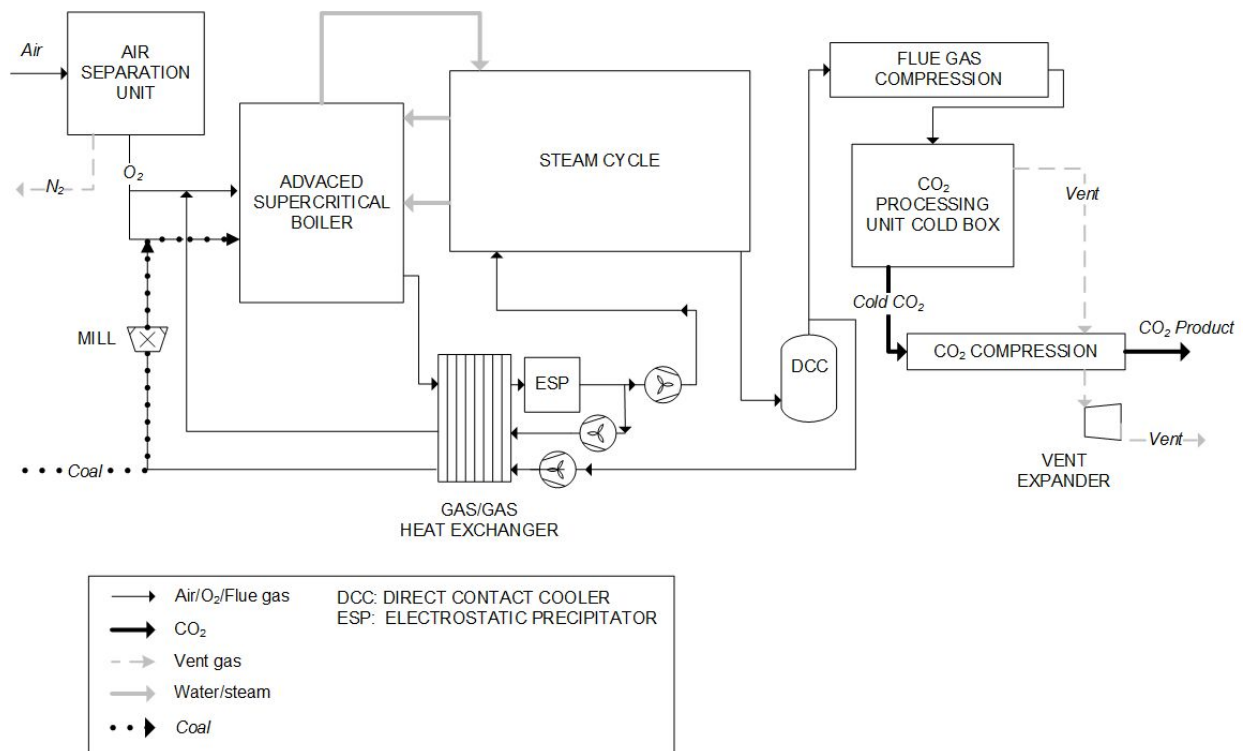 Air
AIR
SEPARATION
UNIT
N₂
O₂
ADVACED
SUPERCRITICAL
BOILER
STEAM CYCLE
FLUE GAS
COMPRESSION
CO₂
PROCESSING
UNIT COLD BOX
Vent
Cold CO₂
CO₂ COMPRESSION
CO₂ Product
MILL
ESP
DCC
Coal
Vent
VENT
EXPANDER
GAS/GAS
HEAT EXCHANGER
Air/O₂/Flue gas
CO₂
Vent gas
Water/steam
Coal
DCC: DIRECT CONTACT COOLER
ESP: ELECTROSTATIC PRECIPITATOR